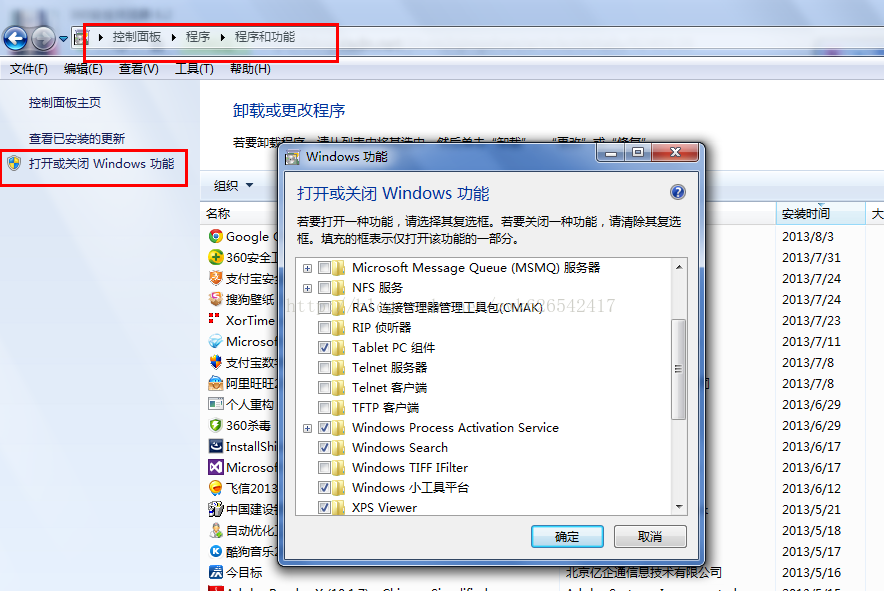 控制面板 程序 程序和功能
文件(F) 编辑(E) 查看(V) 工具(T) 帮助(H)
控制面板主页
查看已安装的更新
打开或关闭 Windows 功能
卸载或更改程序
组织
名称
安装时间
大
Google
2013/8/3
360安全工
2013/7/31
支付宝安
2013/7/24
搜狗壁纸
2013/7/24
XorTime
2013/7/23
Microso
2013/7/11
支付宝数
2013/7/8
阿里旺旺2
2013/7/8
个人重构
2013/6/29
360杀毒
2013/6/29
InstallShi
2013/6/17
Microsof
2013/6/17
飞信2013
2013/6/12
中国建设
2013/5/21
自动优化
2013/5/18
酷狗音乐2
2013/5/17
今目标
北京亿企通信息技术有限公司
2013/5/16
Windows 功能
打开或关闭 Windows 功能
若要打开一种功能，请选择其复选框。若要关闭一种功能，请清除其复选
框。填充的框表示仅打开该功能的一部分。
Microsoft Message Queue (MSMQ) 服务器
NFS 服务
RAS 连接管理器管理工具包(CMAK)
RIP 侦听器
Tablet PC 组件
Telnet 服务器
Telnet 客户端
TFTP 客户端
Windows Process Activation Service
Windows Search
Windows TIFF IFilter
Windows 小工具平台
XPS Viewer
确定 取消